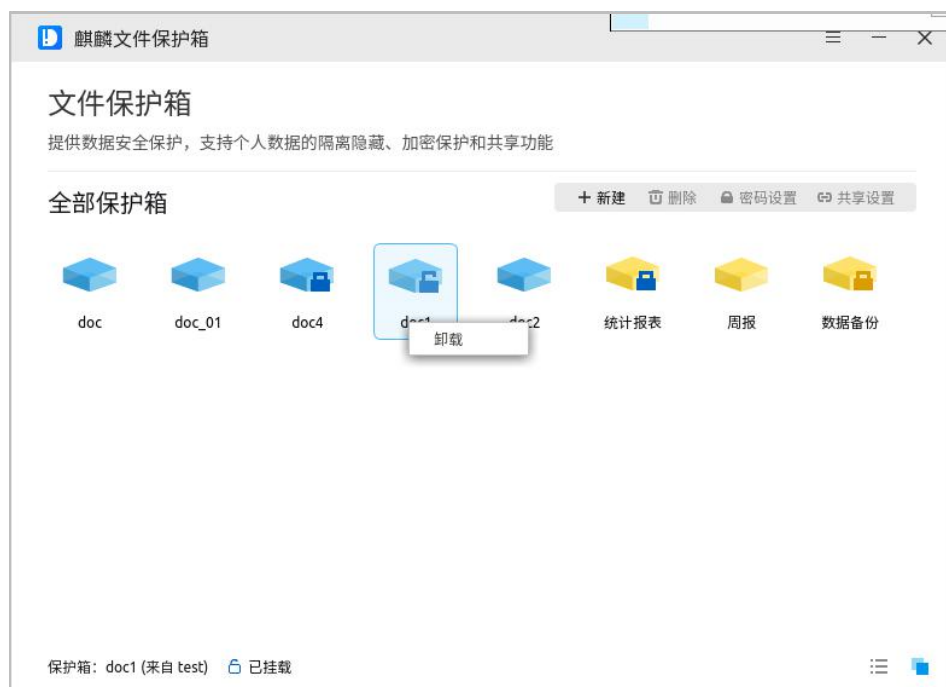 麒麟文件保护箱
文件保护箱
提供数据安全保护，支持个人数据的隔离隐藏、加密保护和共享功能
全部保护箱
新建 删除 密码设置 共享设置
doc doc_01 doc4 doc1 doc2 统计报表 周报 数据备份
卸载
保护箱：doc1 (来自 test) 已挂载